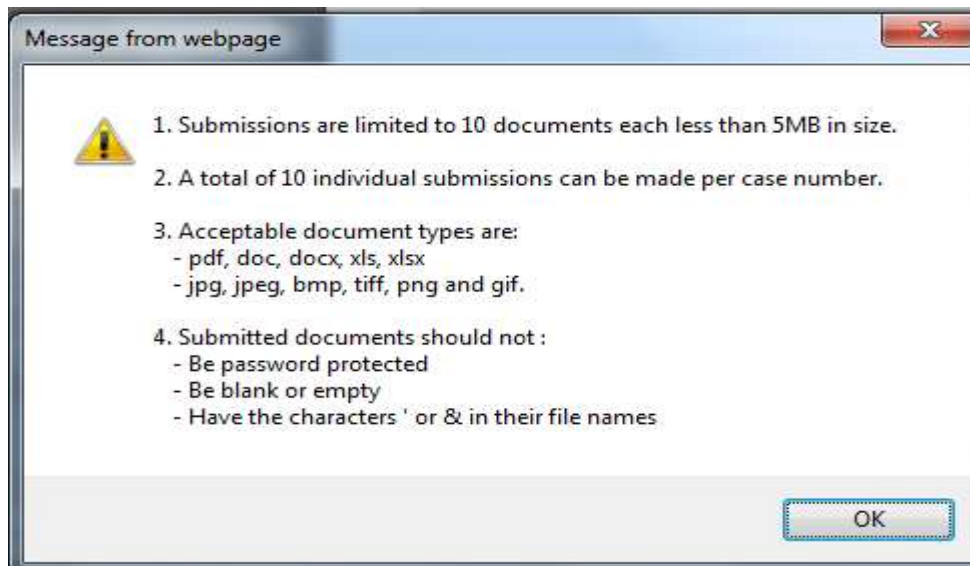 Message from webpage
1. Submissions are limited to 10 documents each less than 5MB in size.
2. A total of 10 individual submissions can be made per case number.
3. Acceptable document types are:
- pdf, doc, docx, xls, xlsx
- jpg, jpeg, bmp, tiff, png and gif.
4. Submitted documents should not :
- Be password protected
- Be blank or empty
- Have the characters ' or & in their file names
OK